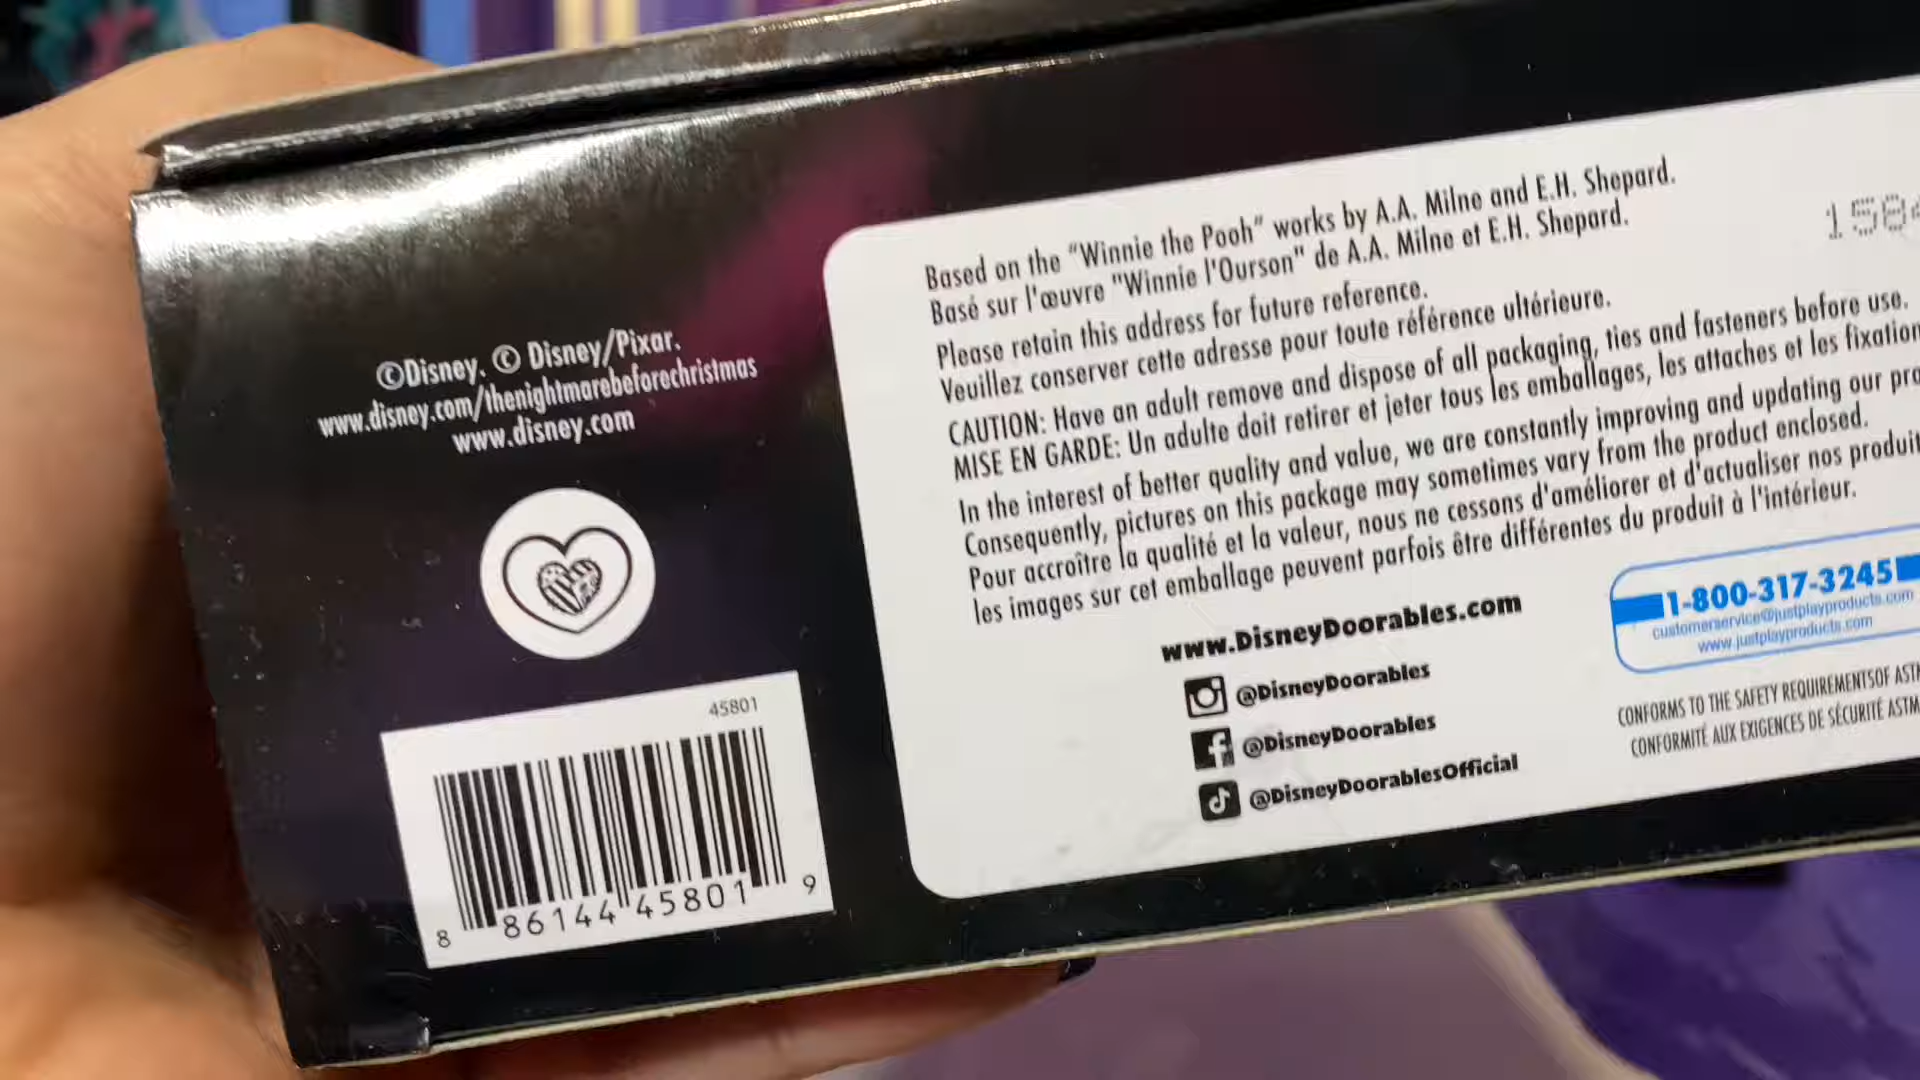 ©Disney. © Disney/Pixar.
www.disney.com/thenightmarebeforechristmas
www.disney.com
45801
8 86144 45801 9
Based on the “Winnie the Pooh” works by A.A. Milne and E.H. Shepard.
Basé sur l'œuvre "Winnie l'Ourson" de A.A. Milne et E.H. Shepard.
Please retain this address for future reference.
Veuillez conserver cette adresse pour toute référence ultérieure.
CAUTION: Have an adult remove and dispose of all packaging, ties and fasteners before use.
MISE EN GARDE: Un adulte doit retirer et jeter tous les emballages, les attaches et les fixation
In the interest of better quality and value, we are constantly improving and updating our pro
Consequently, pictures on this package may sometimes vary from the product enclosed.
Pour accroître la qualité et la valeur, nous ne cessons d'améliorer et d'actualiser nos produit
les images sur cet emballage peuvent parfois être différentes du produit à l'intérieur.
www.DisneyDoorables.com
@DisneyDoorables
@DisneyDoorables
@DisneyDoorablesOfficial
1-800-317-3245
customerservice@justplayproducts.com
www.justplayproducts.com
CONFORMS TO THE SAFETY REQUIREMENTSOF AST
CONFORMITÉ AUX EXIGENCES DE SÉCURITÉ ASTM